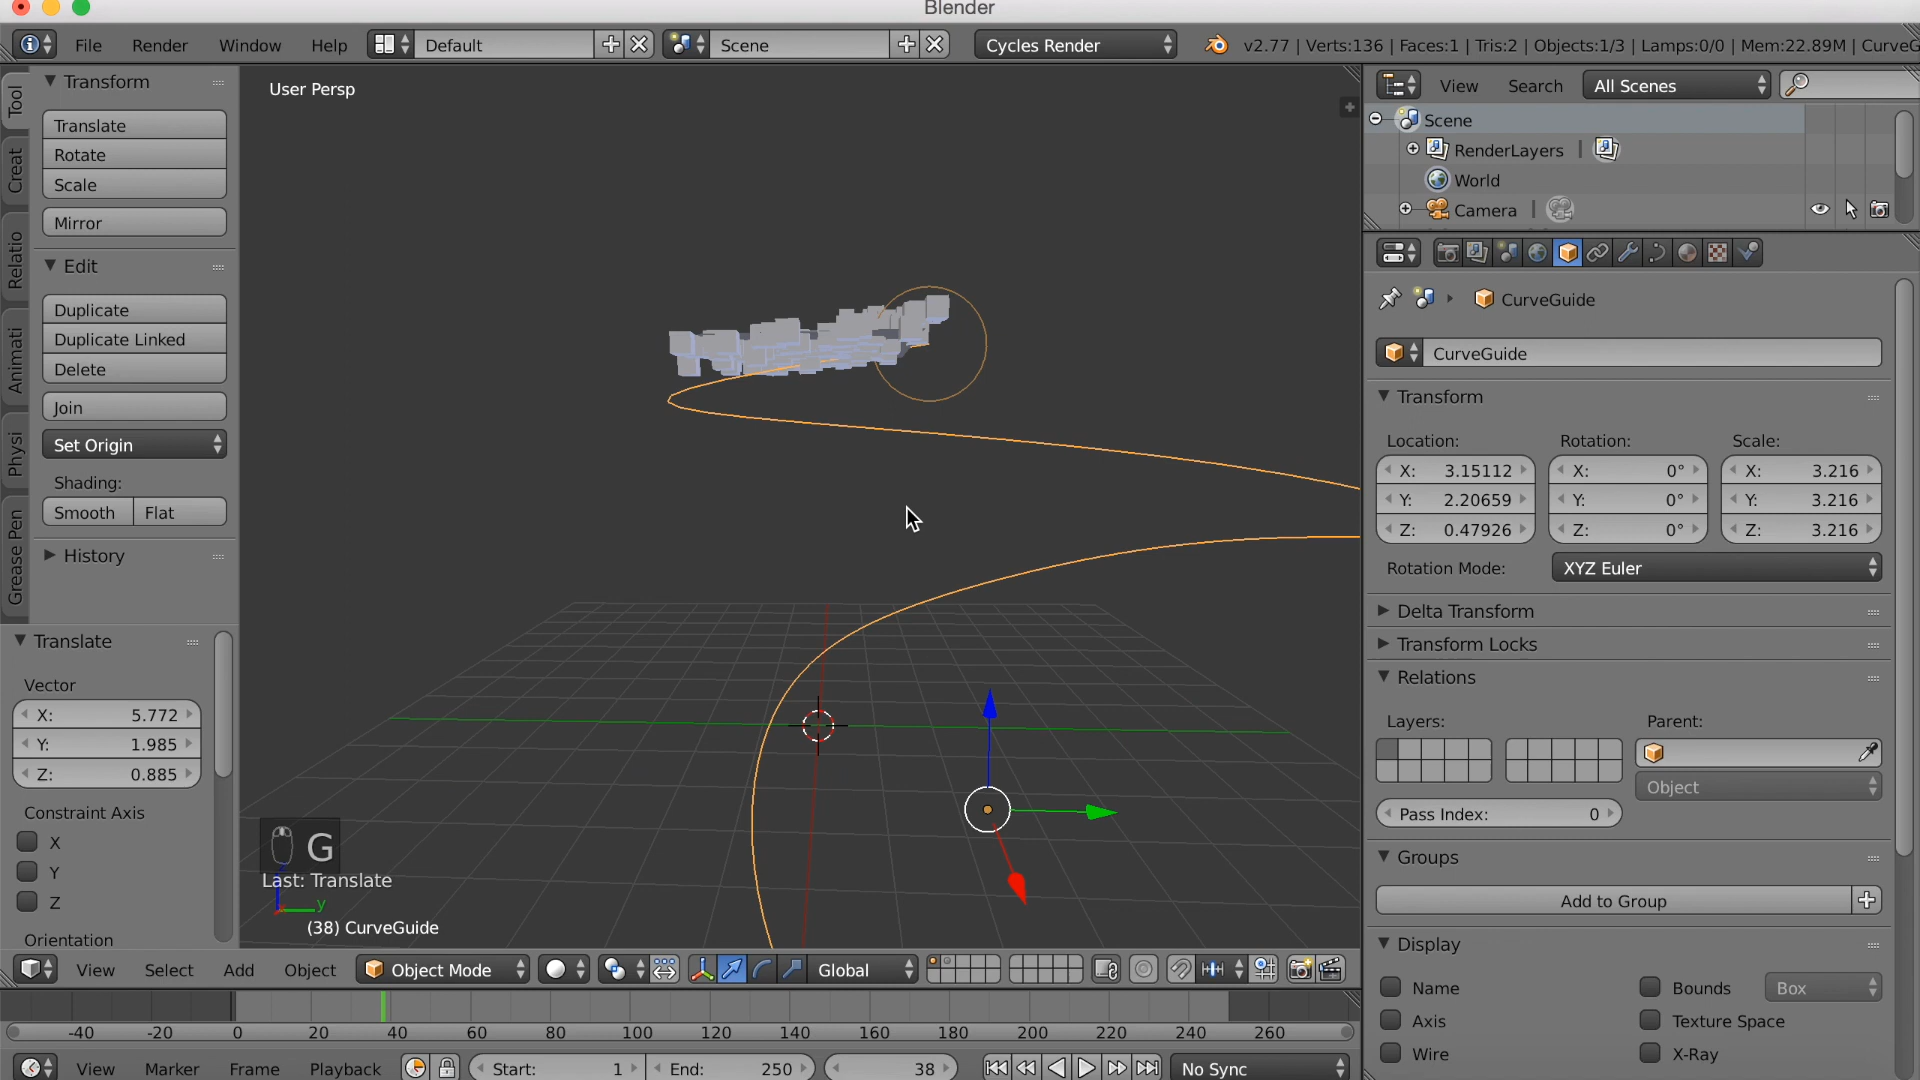 Blender
File Render Window Help Default Scene Cycles Render v2.77 | Verts:136 | Faces:1 | Tris:2 | Objects:1/3 | Lamps:0/0 | Mem:22.89M | CurveG
Tool
Creat
Relatio
Animati
Physi
Grease Pen
Transform
Translate
Rotate
Scale
Mirror
Edit
Duplicate
Duplicate Linked
Delete
Join
Set Origin
Shading:
Smooth Flat
History
Translate
Vector
X: 5.772
Y: 1.985
Z: 0.885
Constraint Axis
X
Y
Z
Orientation
User Persp
G
Last: Translate
y
(38) CurveGuide
View Select Add Object Object Mode Global
-40 -20 0 20 40 60 80 100 120 140 160 180 200 220 240 260
View Marker Frame Playback Start: 1 End: 250 38 No Sync
View Search All Scenes
Scene
RenderLayers |
World
Camera |
CurveGuide
CurveGuide
Transform
Location: Rotation: Scale:
X: 3.15112 X: 0° X: 3.216
Y: 2.20659 Y: 0° Y: 3.216
Z: 0.47926 Z: 0° Z: 3.216
Rotation Mode: XYZ Euler
Delta Transform
Transform Locks
Relations
Layers: Parent:
Object
Pass Index: 0
Groups
Add to Group
Display
Name Bounds Box
Axis Texture Space
Wire X-Ray